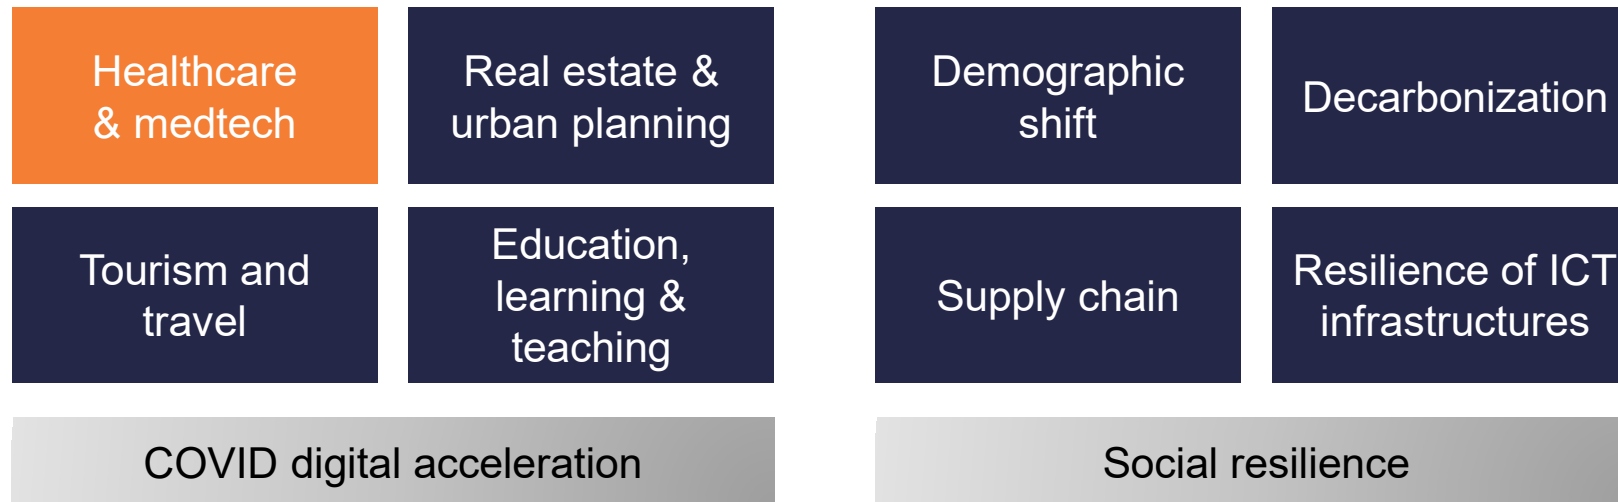 Healthcare
& medtech
Real estate &
urban planning
Demographic
shift
Decarbonization
Tourism and
travel
Education,
learning &
teaching
Supply chain
Resilience of ICT
infrastructures
COVID digital acceleration
Social resilience